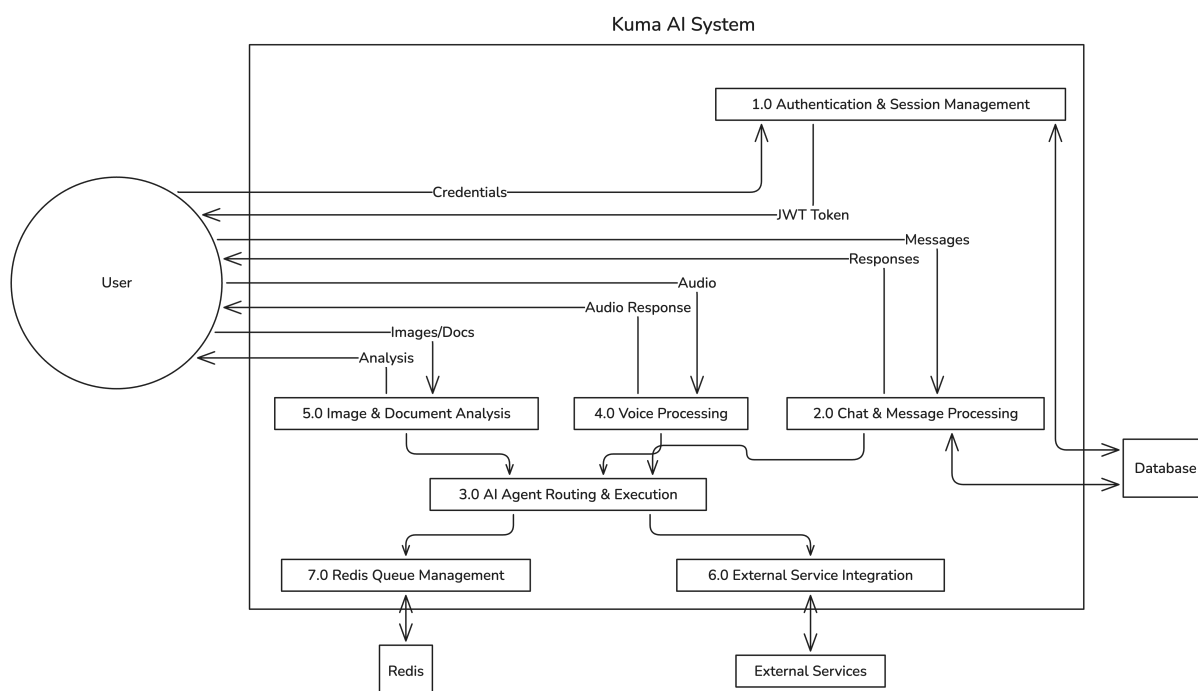 Kuma AI System
1.0 Authentication & Session Management
Credentials
JWT Token
Messages
Responses
User
Audio
Audio Response
Images/Docs
Analysis
5.0 Image & Document Analysis
4.0 Voice Processing
2.0 Chat & Message Processing
Database
3.0 AI Agent Routing & Execution
7.0 Redis Queue Management
6.0 External Service Integration
Redis
External Services